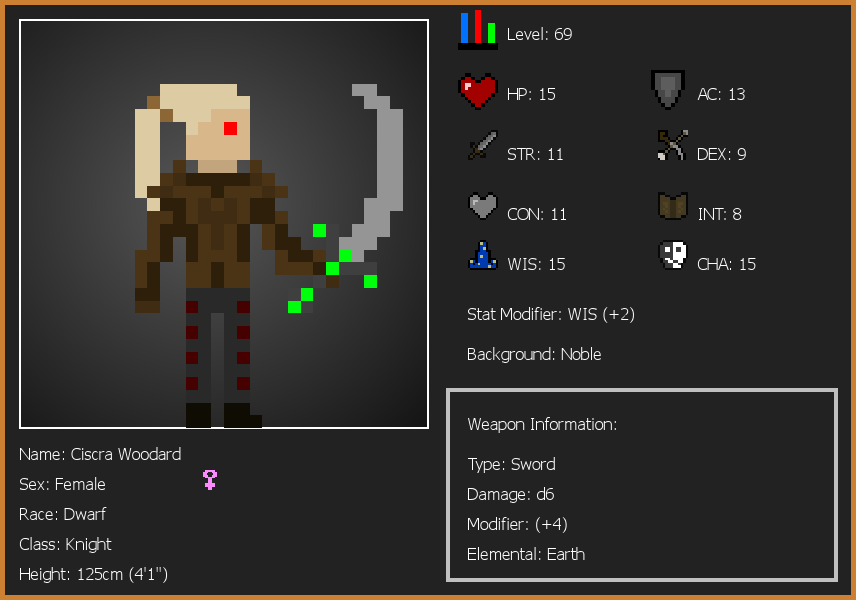 Level: 69
HP: 15
AC: 13
STR: 11
DEX: 9
CON: 11
INT: 8
WIS: 15
CHA: 15
Stat Modifier: WIS (+2)
Background: Noble
Weapon Information:
Type: Sword
Damage: d6
Modifier: (+4)
Elemental: Earth
Name: Ciscra Woodard
Sex: Female
Race: Dwarf
Class: Knight
Height: 125cm (4'1")